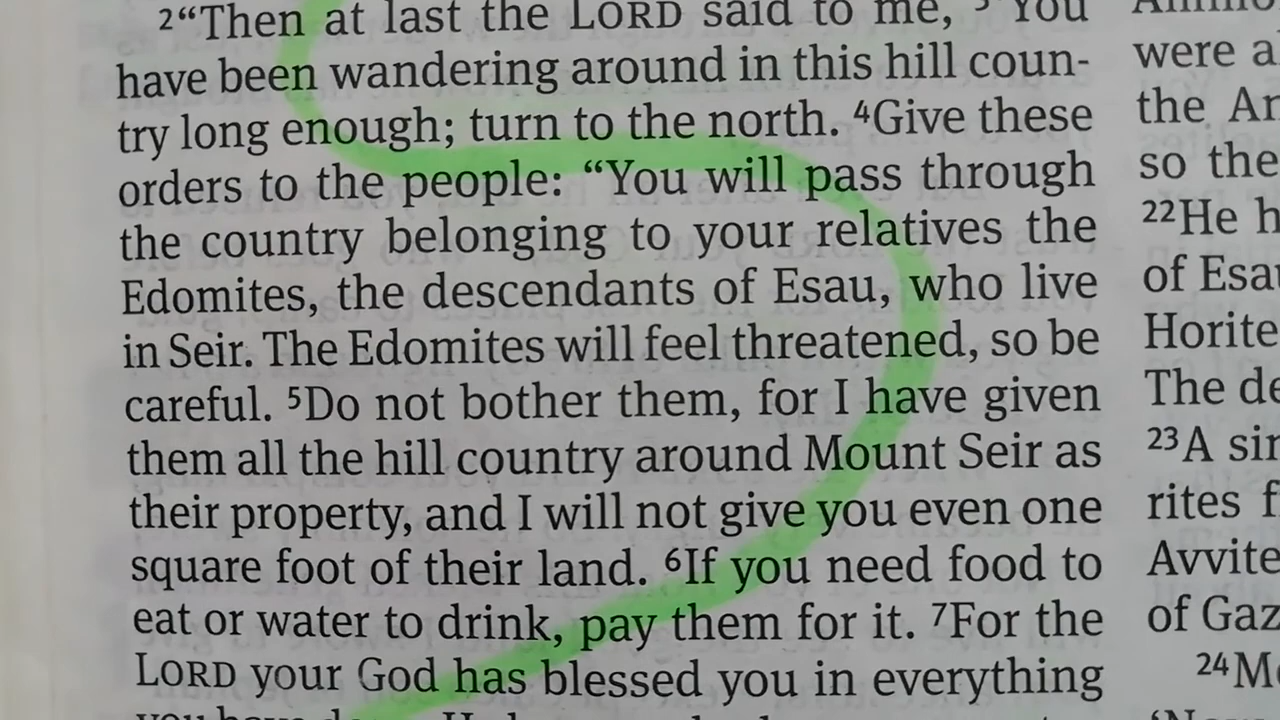 2“Then at last the LORD said to me, 3‘You
have been wandering around in this hill coun-
try long enough; turn to the north. 4Give these
orders to the people: “You will pass through
the country belonging to your relatives the
Edomites, the descendants of Esau, who live
in Seir. The Edomites will feel threatened, so be
careful. 5Do not bother them, for I have given
them all the hill country around Mount Seir as
their property, and I will not give you even one
square foot of their land. 6If you need food to
eat or water to drink, pay them for it. 7For the
LORD your God has blessed you in everything
were a
the
so the
22He h
of Esau
Horite
The de
23A
rites
Avvite
of Gaz
24Mo